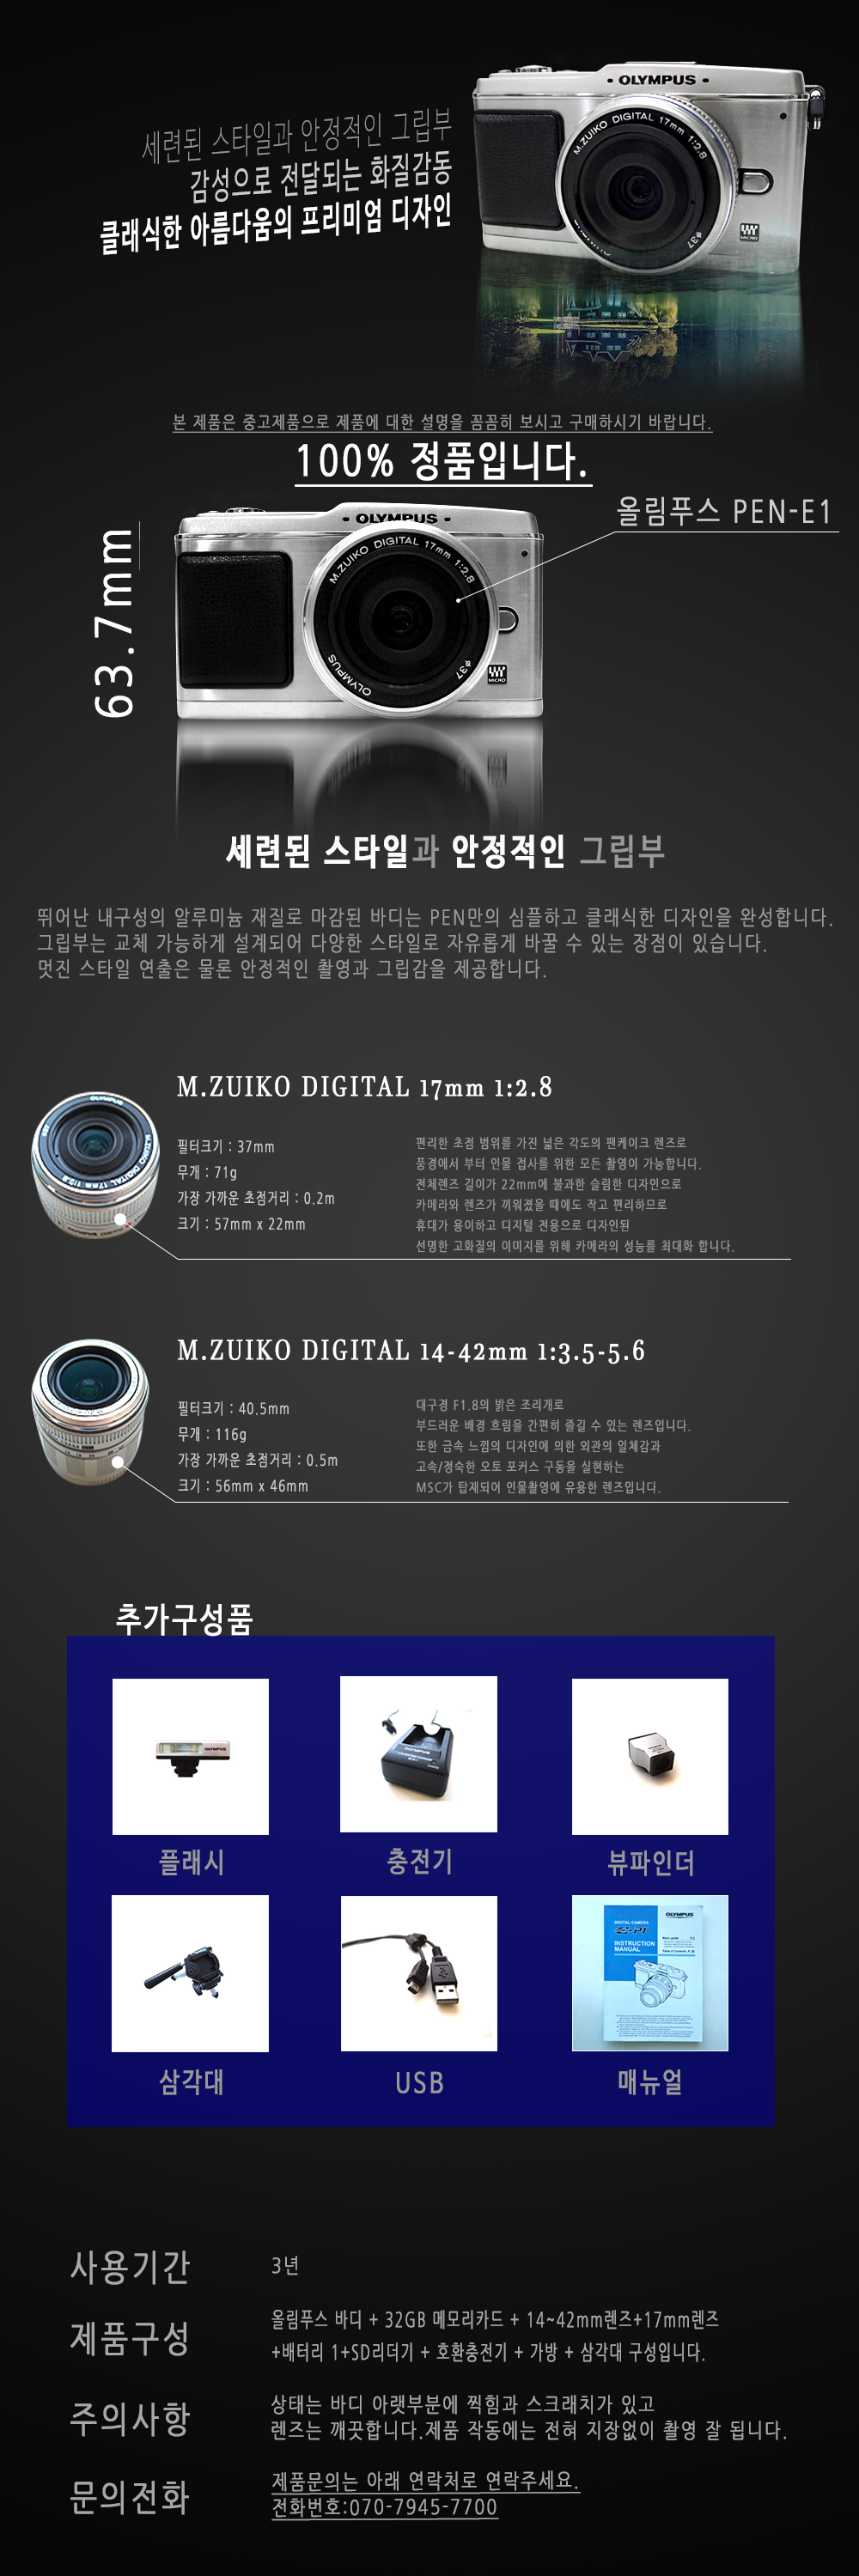 OLYMPUS
M.ZUIKO DIGITAL 17mm 1:2.8
ø37
MICRO
세련된 스타일과 안정적인 그립부
감성으로 전달되는 화질감동
클래식한 아름다움의 프리미엄 디자인
본 제품은 중고제품으로 제품에 대한 설명을 꼼꼼히 보시고 구매하시기 바랍니다.
100% 정품입니다.
올림푸스 PEN-E1
OLYMPUS
M.ZUIKO DIGITAL 17mm 1:2.8
OLYMPUS
ø37
MICRO
63.7mm
세련된 스타일과 안정적인 그립부
뛰어난 내구성의 알루미늄 재질로 마감된 바디는 PEN만의 심플하고 클래식한 디자인을 완성합니다.
그립부는 교체 가능하게 설계되어 다양한 스타일로 자유롭게 바꿀 수 있는 장점이 있습니다.
멋진 스타일 연출은 물론 안정적인 촬영과 그립감을 제공합니다.
M.ZUIKO DIGITAL 17mm 1:2.8
필터크기 : 37mm
무게 : 71g
가장 가까운 초점거리 : 0.2m
크기 : 57mm x 22mm
편리한 초점 범위를 가진 넓은 각도의 팬케이크 렌즈로
풍경에서 부터 인물 접사를 위한 모든 촬영이 가능합니다.
전체렌즈 길이가 22mm에 불과한 슬림한 디자인으로
카메라와 렌즈가 끼워졌을 때에도 작고 편리하므로
휴대가 용이하고 디지털 전용으로 디자인된
선명한 고화질의 이미지를 위해 카메라의 성능를 최대화 합니다.
M.ZUIKO DIGITAL 14-42mm 1:3.5-5.6
필터크기 : 40.5mm
무게 : 116g
가장 가까운 초점거리 : 0.5m
크기 : 56mm x 46mm
대구경 F1.8의 밝은 조리개로
부드러운 배경 흐림을 간편히 즐길 수 있는 렌즈입니다.
또한 금속 느낌의 디자인에 의한 외관의 일체감과
고속/정숙한 오토 포커스 구동을 실현하는
MSC가 탑재되어 인물촬영에 유용한 렌즈입니다.
추가구성품
OLYMPUS
플래시
충전기
뷰파인더
OLYMPUS
DIGITAL CAMERA
E-P1
INSTRUCTION
MANUAL
삼각대
USB
매뉴얼
사용기간
3년
제품구성
올림푸스 바디 + 32GB 메모리카드 + 14~42mm렌즈+17mm렌즈
+배터리 1+SD리더기 + 호환충전기 + 가방 + 삼각대 구성입니다.
주의사항
상태는 바디 아랫부분에 찍힘과 스크래치가 있고
렌즈는 깨끗합니다.제품 작동에는 전혀 지장없이 촬영 잘 됩니다.
문의전화
제품문의는 아래 연락처로 연락주세요.
전화번호:070-7945-7700